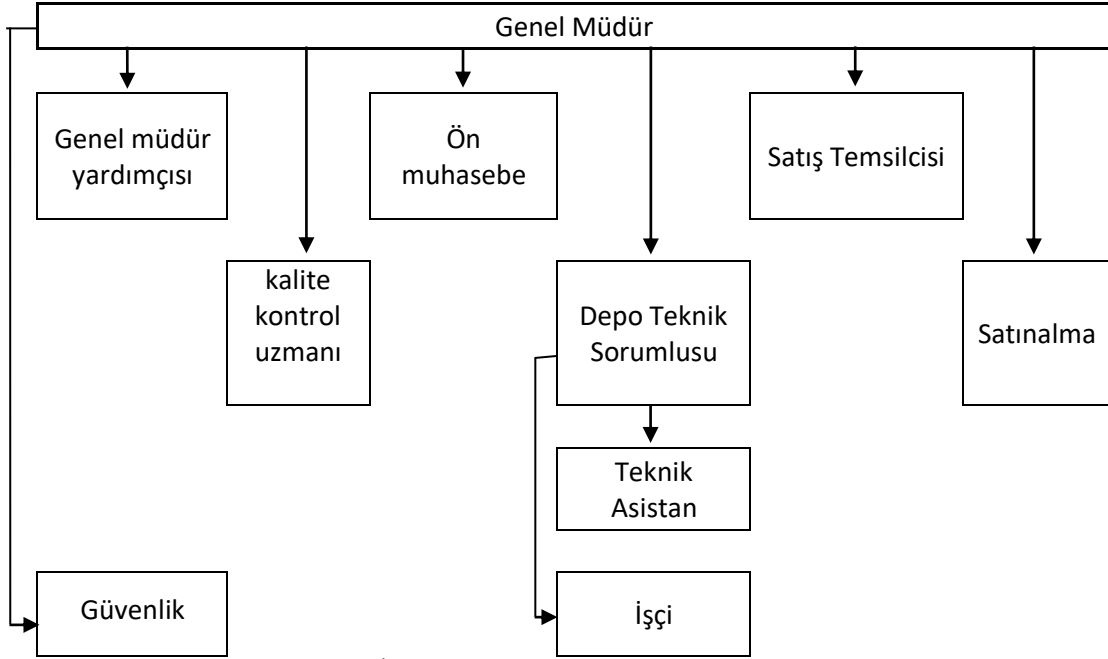 Genel Müdür
Genel müdür
yardımçısı
Ön
muhasebe
Satış Temsilcisi
kalite
kontrol
uzmanı
Depo Teknik
Sorumlusu
Satınalma
Teknik
Asistan
Güvenlik
İşçi